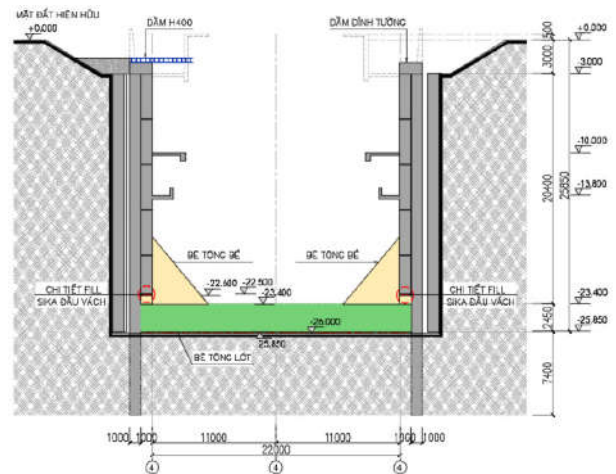 MẶT ĐẤT HIỆN HỮU
+0.000
DẦM H400
DẦM ĐỈNH TƯỜNG
+0.000
-3.000
-10.000
-13.800
500
3000
20400
25850
BÊ TÔNG BỆ
BÊ TÔNG BỆ
CHI TIẾT FILL
SIKA ĐẦU VÁCH
-22.600
-22.500
-23.400
CHI TIẾT FILL
SIKA ĐẦU VÁCH
-23.400
-25.850
-26.000
25.850
BÊ TÔNG LÓT
2450
7400
1000
1000
11000
11000
1000
1000
22000
4
4
4